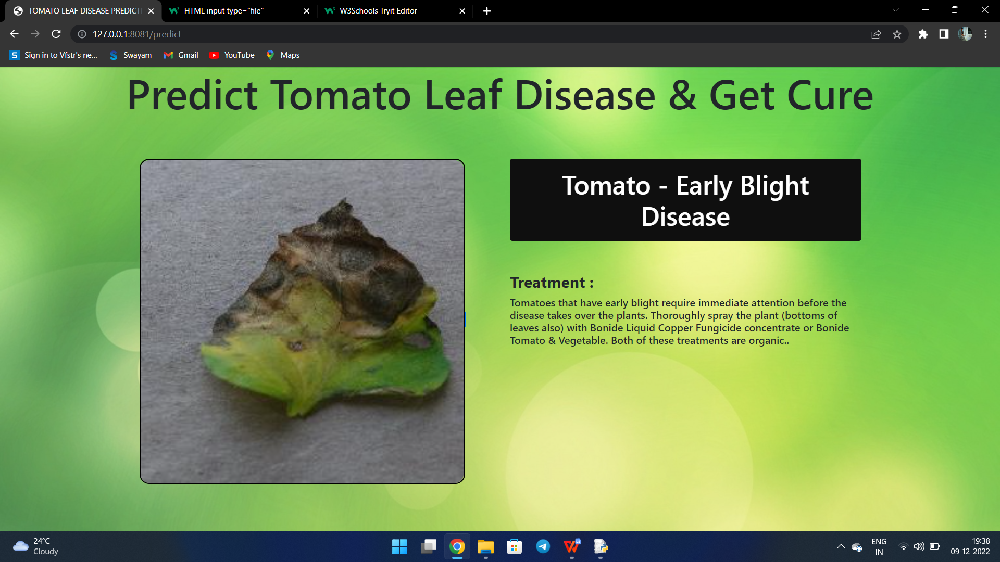 TOMATO LEAF DISEASE PREDICTI
HTML input type="file"
W3Schools Tryit Editor
127.0.0.1:8081/predict
Sign in to Vfstr's ne...
Swayam
Gmail
YouTube
Maps
Predict Tomato Leaf Disease & Get Cure
Tomato - Early Blight
Disease
Treatment :
Tomatoes that have early blight require immediate attention before the
disease takes over the plants. Thoroughly spray the plant (bottoms of
leaves also) with Bonide Liquid Copper Fungicide concentrate or Bonide
Tomato & Vegetable. Both of these treatments are organic..
24°C
Cloudy
ENG
IN
19:38
09-12-2022